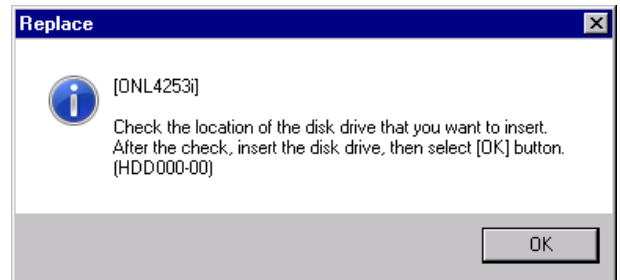 Replace
[ONL4253i]
Check the location of the disk drive that you want to insert.
After the check, insert the disk drive, then select [OK] button.
(HDD000-00)
OK